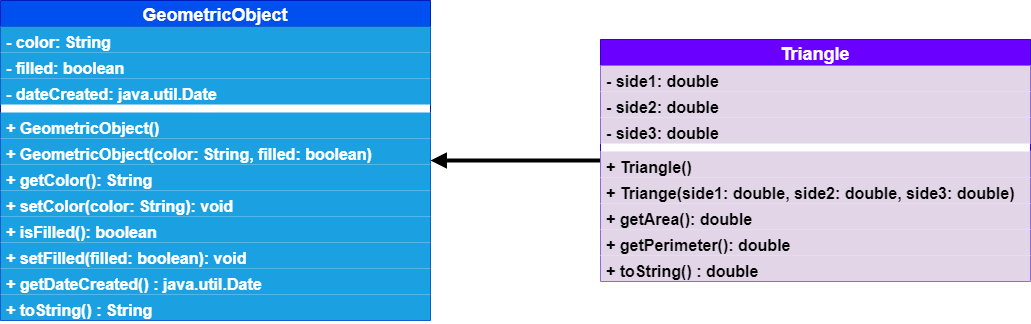 GeometricObject
- color: String
- filled: boolean
- dateCreated: java.util.Date
+ GeometricObject()
+ GeometricObject(color: String, filled: boolean)
+ getColor(): String
+ setColor(color: String): void
+ isFilled(): boolean
+ setFilled(filled: boolean): void
+ getDateCreated() : java.util.Date
+ toString() : String
Triangle
- side1: double
- side2: double
- side3: double
+ Triangle()
+ Triange(side1: double, side2: double, side3: double)
+ getArea(): double
+ getPerimeter(): double
+ toString() : double